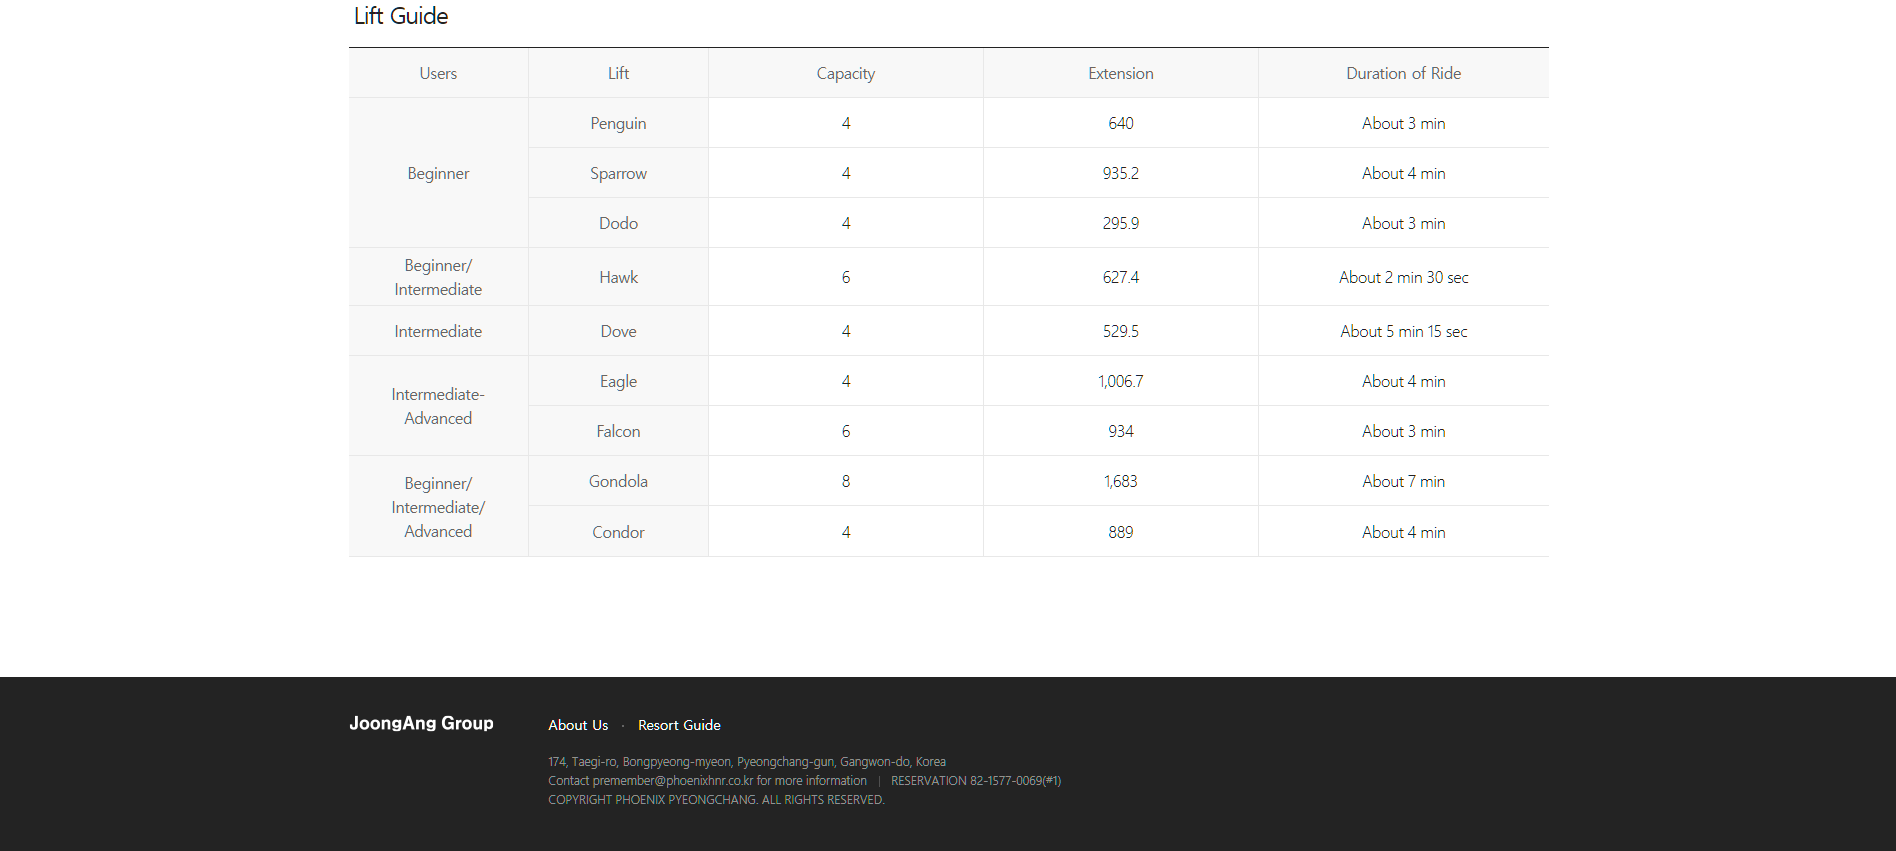 Lift Guide
Users Lift Capacity Extension Duration of Ride
Beginner
Penguin 4 640 About 3 min
Sparrow 4 935.2 About 4 min
Dodo 4 295.9 About 3 min
Beginner/
Intermediate
Hawk 6 627.4 About 2 min 30 sec
Intermediate Dove 4 529.5 About 5 min 15 sec
Intermediate-
Advanced
Eagle 4 1,006.7 About 4 min
Falcon 6 934 About 3 min
Beginner/
Intermediate/
Advanced
Gondola 8 1,683 About 7 min
Condor 4 889 About 4 min
JoongAng Group
About Us · Resort Guide
174, Taegi-ro, Bongpyeong-myeon, Pyeongchang-gun, Gangwon-do, Korea
Contact premember@phoenixhnr.co.kr for more information | RESERVATION 82-1577-0069(#1)
COPYRIGHT PHOENIX PYEONGCHANG. ALL RIGHTS RESERVED.